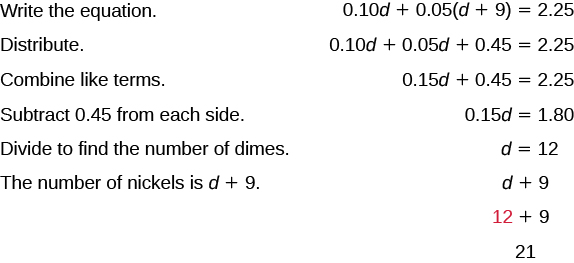 Write the equation. 0.10d + 0.05(d + 9) = 2.25
Distribute. 0.10d + 0.05d + 0.45 = 2.25
Combine like terms. 0.15d + 0.45 = 2.25
Subtract 0.45 from each side. 0.15d = 1.80
Divide to find the number of dimes. d = 12
The number of nickels is d + 9. d + 9
12 + 9
21